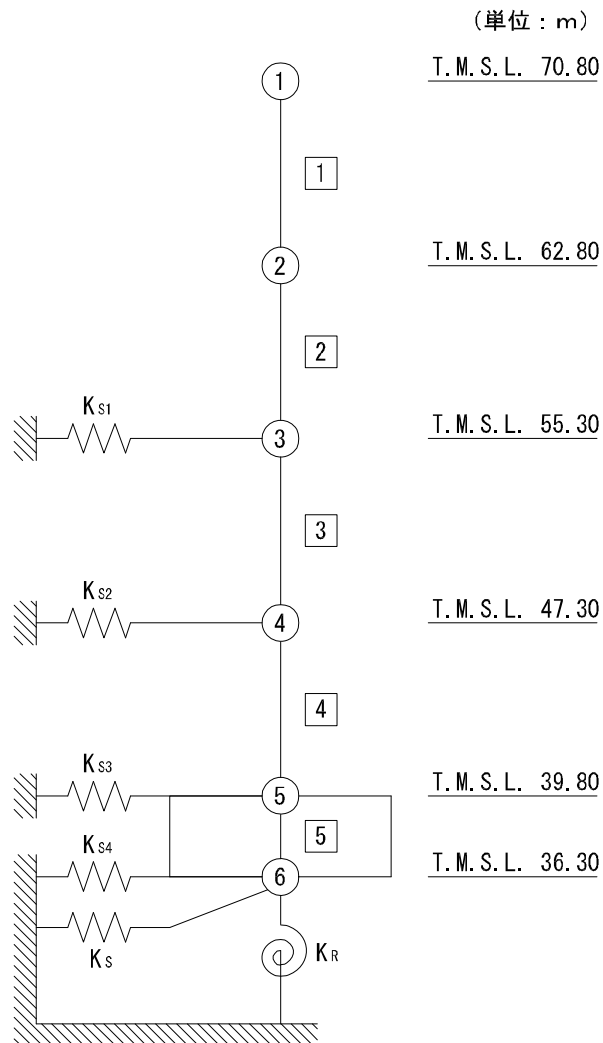 (単位：m)
① T.M.S.L. 70.80
1
② T.M.S.L. 62.80
2
KS1
③ T.M.S.L. 55.30
3
KS2
④ T.M.S.L. 47.30
4
KS3
⑤ T.M.S.L. 39.80
5
KS4
⑥ T.M.S.L. 36.30
KS
KR